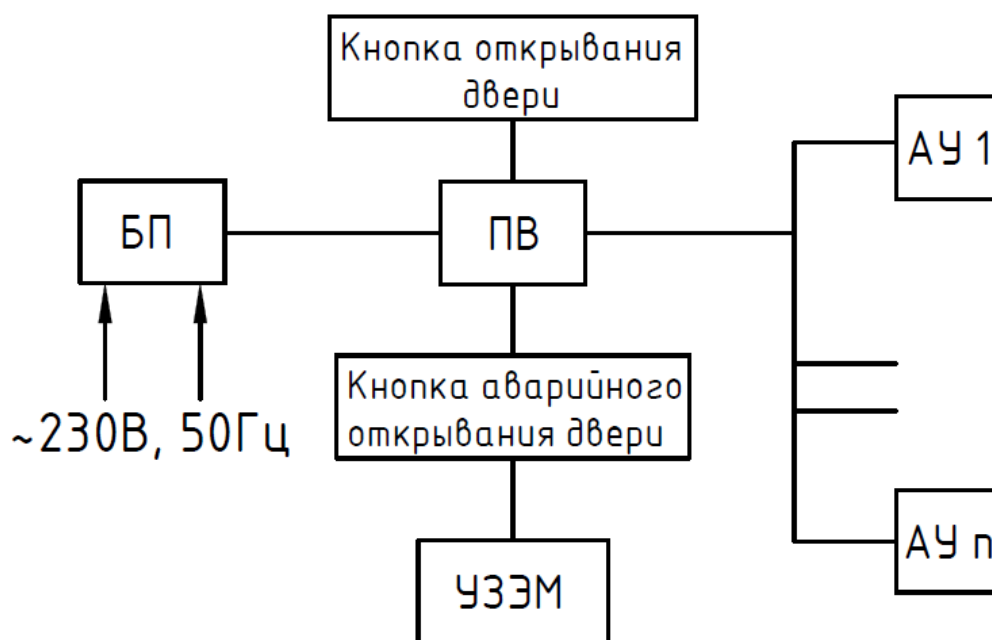 Кнопка открывания
двери
АУ 1
БП
ПВ
Кнопка аварийного
открывания двери
~230В, 50Гц
АУ п
УЗЭМ